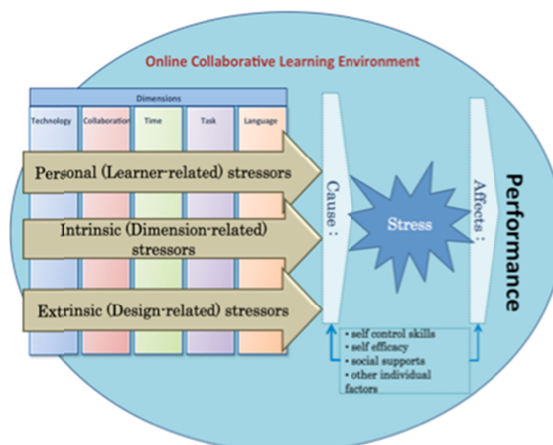 Online Collaborative Learning Environment
Dimensions
Technology
Collaboration
Time
Task
Language
Personal (Learner-related) stressors
Intrinsic (Dimension-related)
stressors
Extrinsic (Design-related) stressors
Cause :
Stress
Affects :
Performance
• self control skills
• self efficacy
• social supports
• other individual
factors